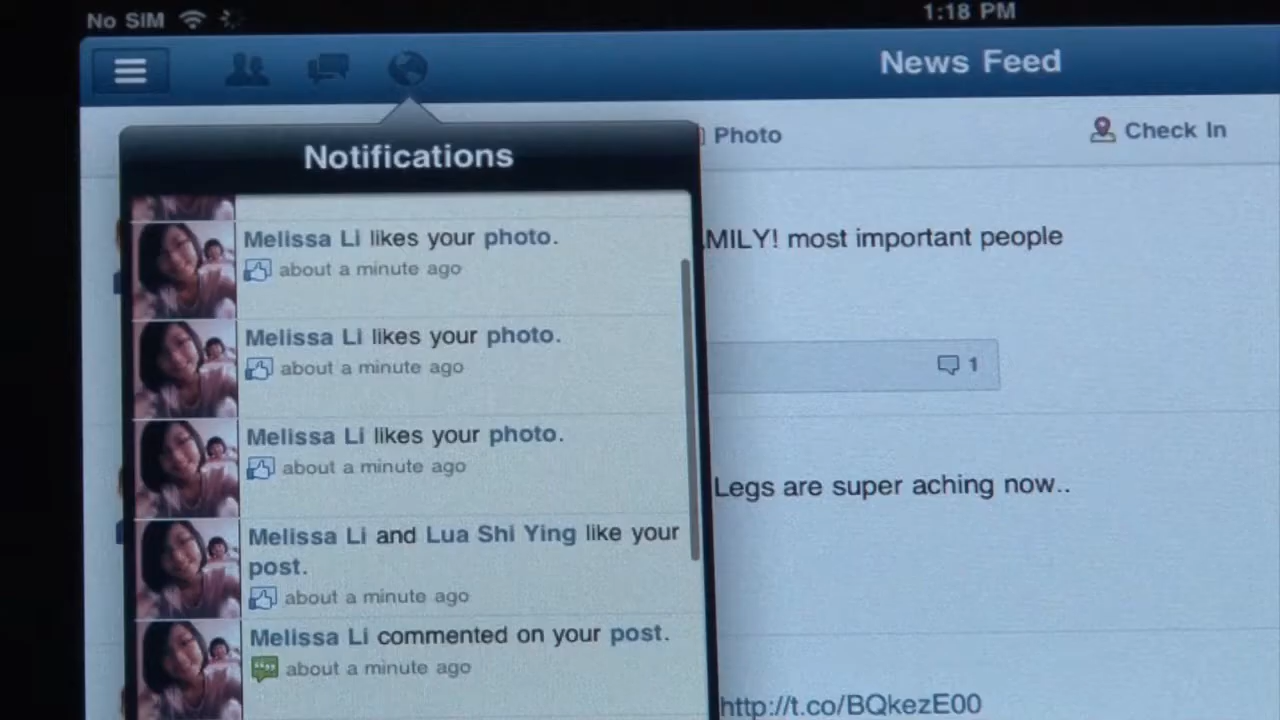 No SIM
1:18 PM
News Feed
Photo
Check In
Notifications
Melissa Li likes your photo.
about a minute ago
Melissa Li likes your photo.
about a minute ago
Melissa Li likes your photo.
about a minute ago
Melissa Li and Lua Shi Ying like your
post.
about a minute ago
Melissa Li commented on your post.
about a minute ago
MILY! most important people
1
Legs are super aching now..
http://t.co/BQkezE00